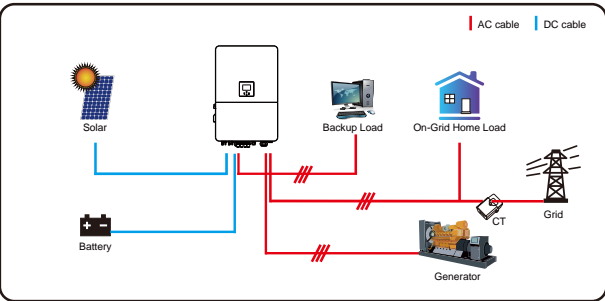 AC cable
DC cable
Solar
Backup Load
On-Grid Home Load
CT
Grid
Battery
Generator